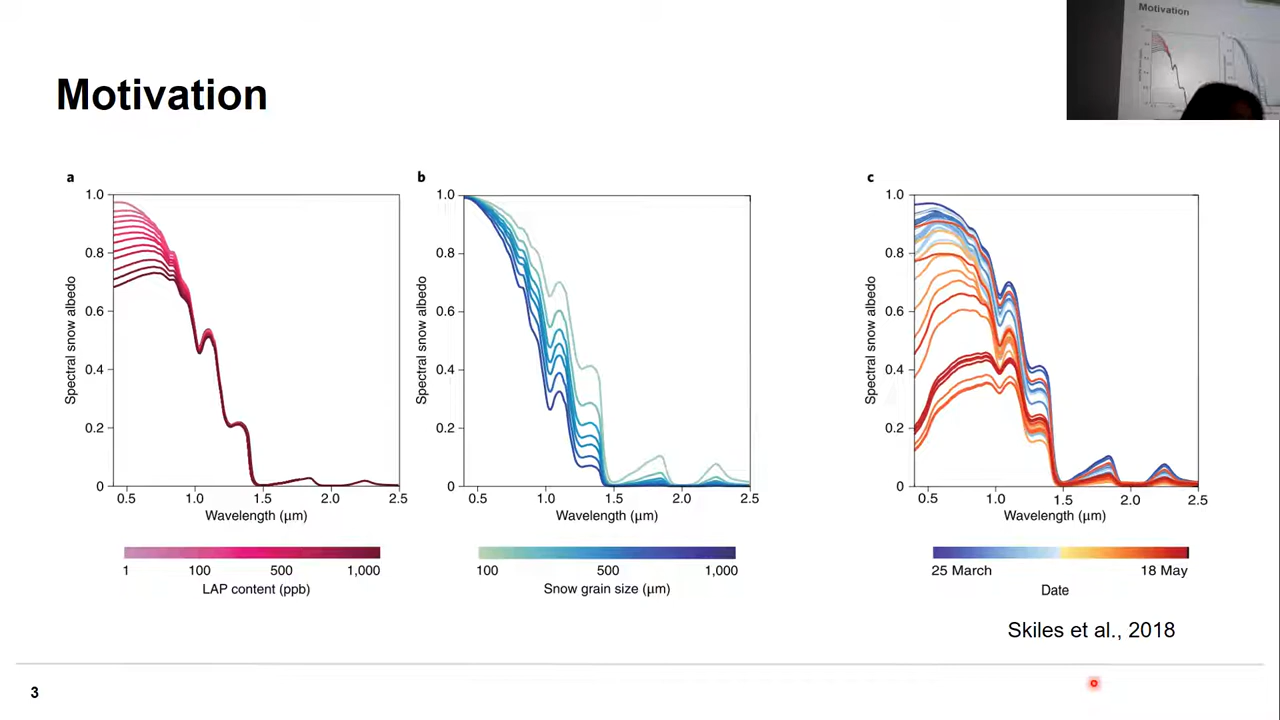 Motivation
Motivation
a
1.0
0.8
0.6
0.4
0.2
0
Spectral snow albedo
0.5 1.0 1.5 2.0 2.5
Wavelength (μm)
1 100 500 1,000
LAP content (ppb)
b
1.0
0.8
0.6
0.4
0.2
0
Spectral snow albedo
0.5 1.0 1.5 2.0 2.5
Wavelength (μm)
100 500 1,000
Snow grain size (μm)
c
1.0
0.8
0.6
0.4
0.2
0
Spectral snow albedo
0.5 1.0 1.5 2.0 2.5
Wavelength (μm)
25 March 18 May
Date
Skiles et al., 2018
3